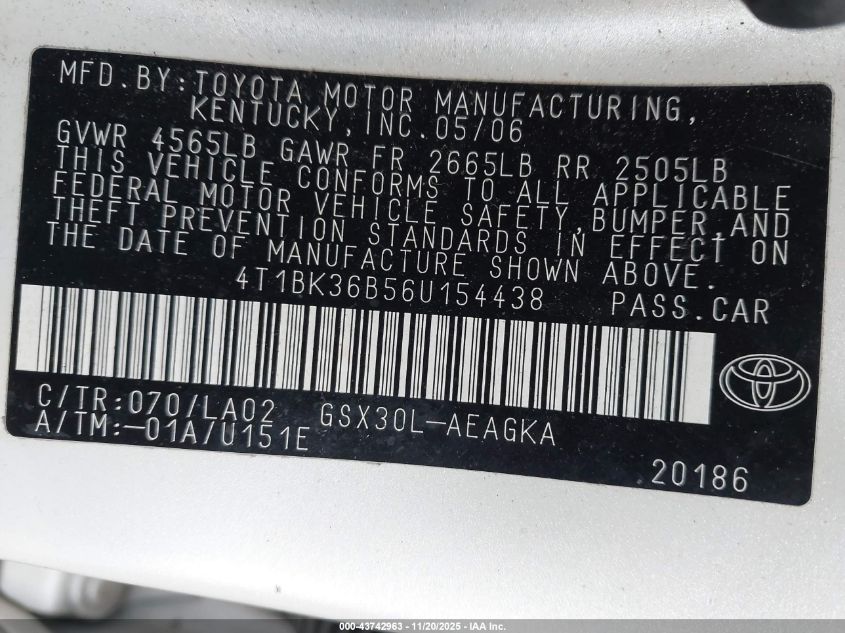 MFD.BY:TOYOTA MOTOR MANUFACTURING,
KENTUCKY,INC.05/06
GVWR 4565LB GAWR FR 2665LB RR 2505LB
THIS VEHICLE CONFORMS TO ALL APPLICABLE
FEDERAL MOTOR VEHICLE SAFETY,BUMPER,AND
THEFT PREVENTION STANDARDS IN EFFECT ON
THE DATE OF MANUFACTURE SHOWN ABOVE.
4T1BK36B56U154438 PASS.CAR
C/TR:070/LA02 GSX30L-AEAGKA
A/TM:-01A/U151E
20186
000-43742963 - 11/20/2025 - IAA Inc.